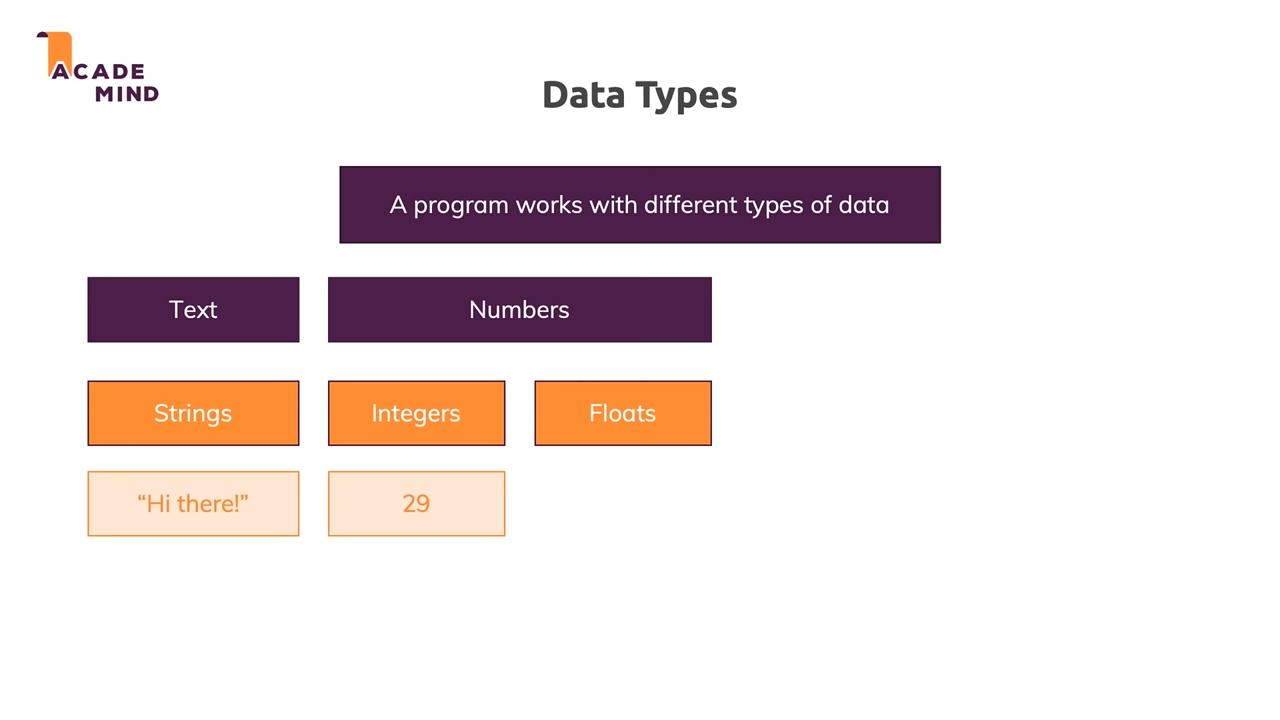 ACADE
MIND
Data Types
A program works with different types of data
Text
Numbers
Strings
Integers
Floats
“Hi there!”
29